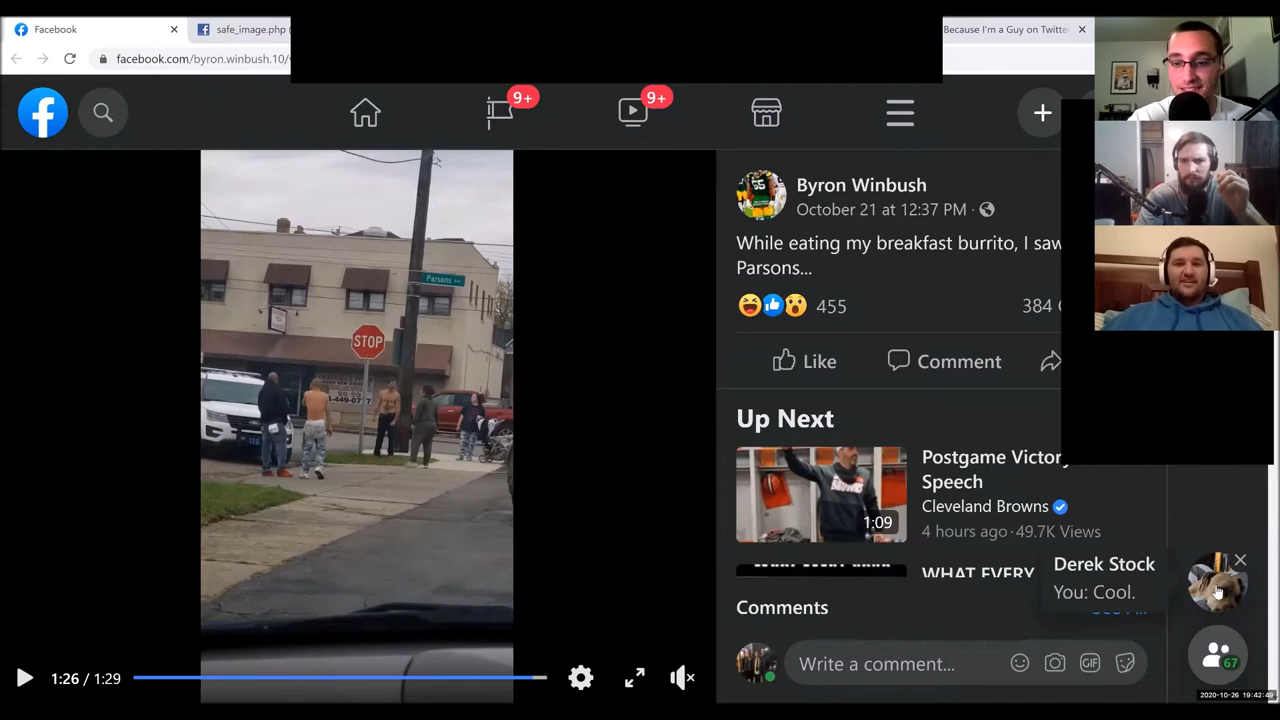 Facebook
safe_image.php (
Because I'm a Guy on Twitte
facebook.com/byron.winbush.10/
9+
9+
Byron Winbush
October 21 at 12:37 PM ·
While eating my breakfast burrito, I saw
Parsons...
455
384
Like
Comment
Up Next
Postgame Victory
Speech
Cleveland Browns
4 hours ago · 49.7K Views
1:09
WHAT EVERY
Derek Stock
You: Cool.
Comments
Write a comment...
GIF
67
1:26 / 1:29
Parsons
STOP
2020-10-26 19:42:49